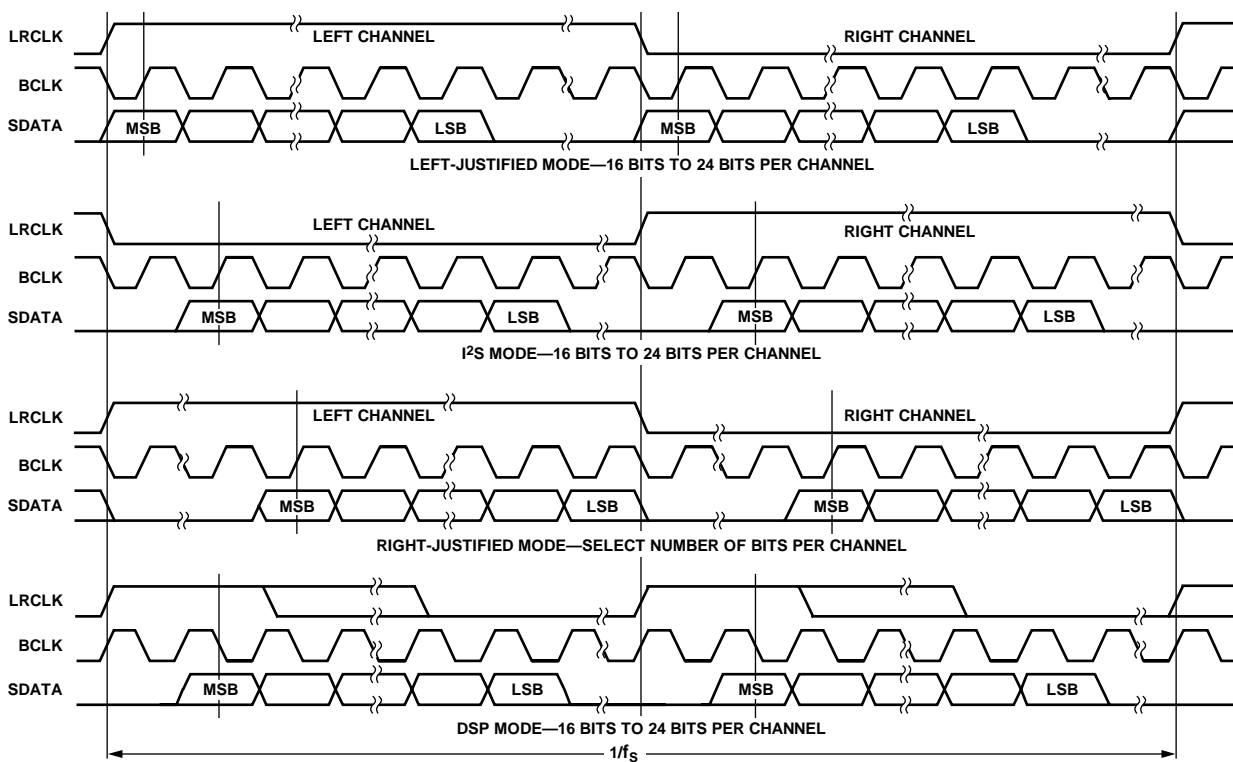 LRCLK LEFT CHANNEL RIGHT CHANNEL
BCLK
SDATA MSB LSB MSB LSB
LEFT-JUSTIFIED MODE—16 BITS TO 24 BITS PER CHANNEL
LRCLK LEFT CHANNEL RIGHT CHANNEL
BCLK
SDATA MSB LSB MSB LSB
I²S MODE—16 BITS TO 24 BITS PER CHANNEL
LRCLK LEFT CHANNEL RIGHT CHANNEL
BCLK
SDATA MSB LSB MSB LSB
RIGHT-JUSTIFIED MODE—SELECT NUMBER OF BITS PER CHANNEL
LRCLK
BCLK
SDATA MSB LSB MSB LSB
DSP MODE—16 BITS TO 24 BITS PER CHANNEL
1/fS